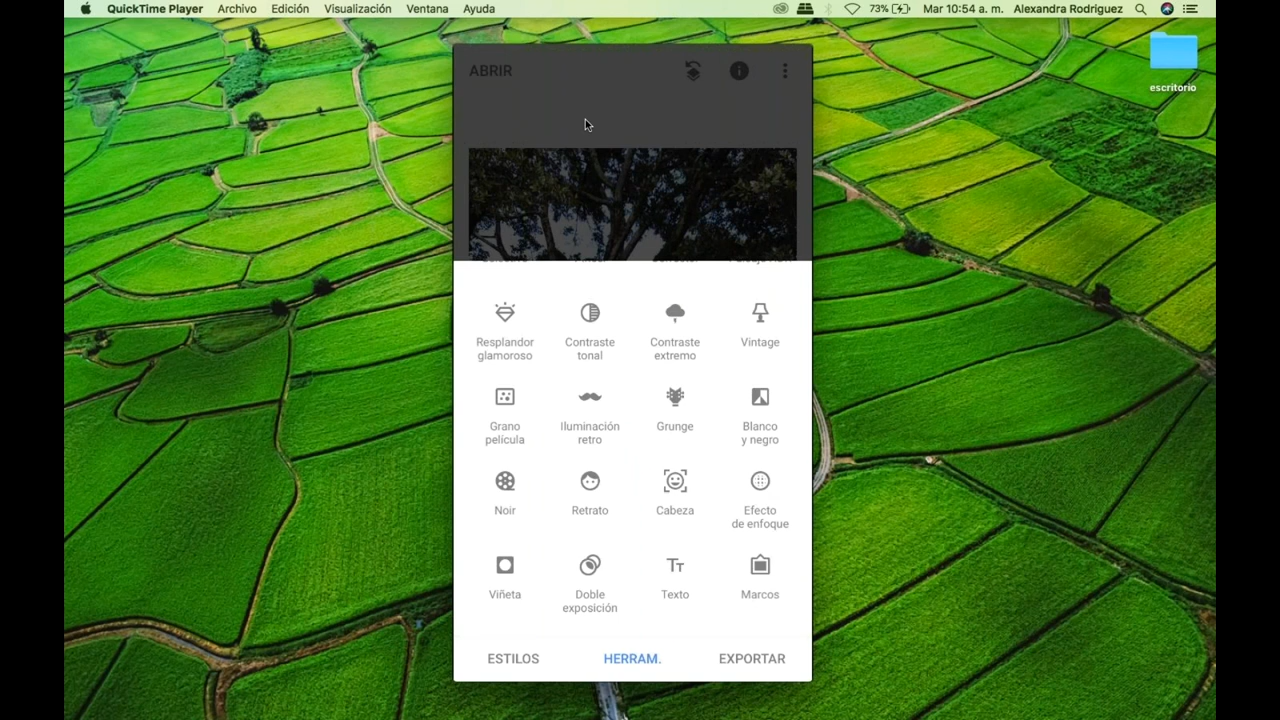 QuickTime Player Archivo Edición Visualización Ventana Ayuda 73% Mar 10:54 a. m. Alexandra Rodriguez
escritorio
ABRIR
Resplandor glamoroso
Contraste tonal
Contraste extremo
Vintage
Grano película
Iluminación retro
Grunge
Blanco y negro
Noir
Retrato
Cabeza
Efecto de enfoque
Viñeta
Doble exposición
Texto
Marcos
ESTILOS HERRAM. EXPORTAR